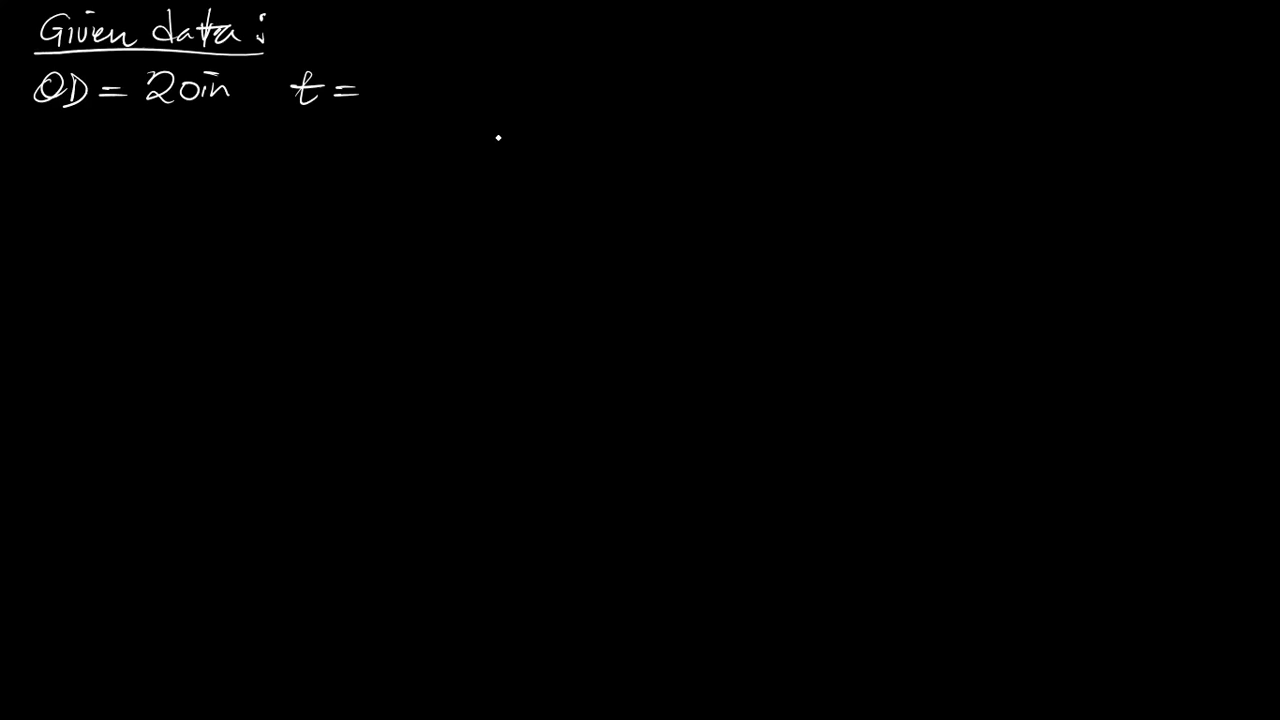 Given data:
OD = 20in t =